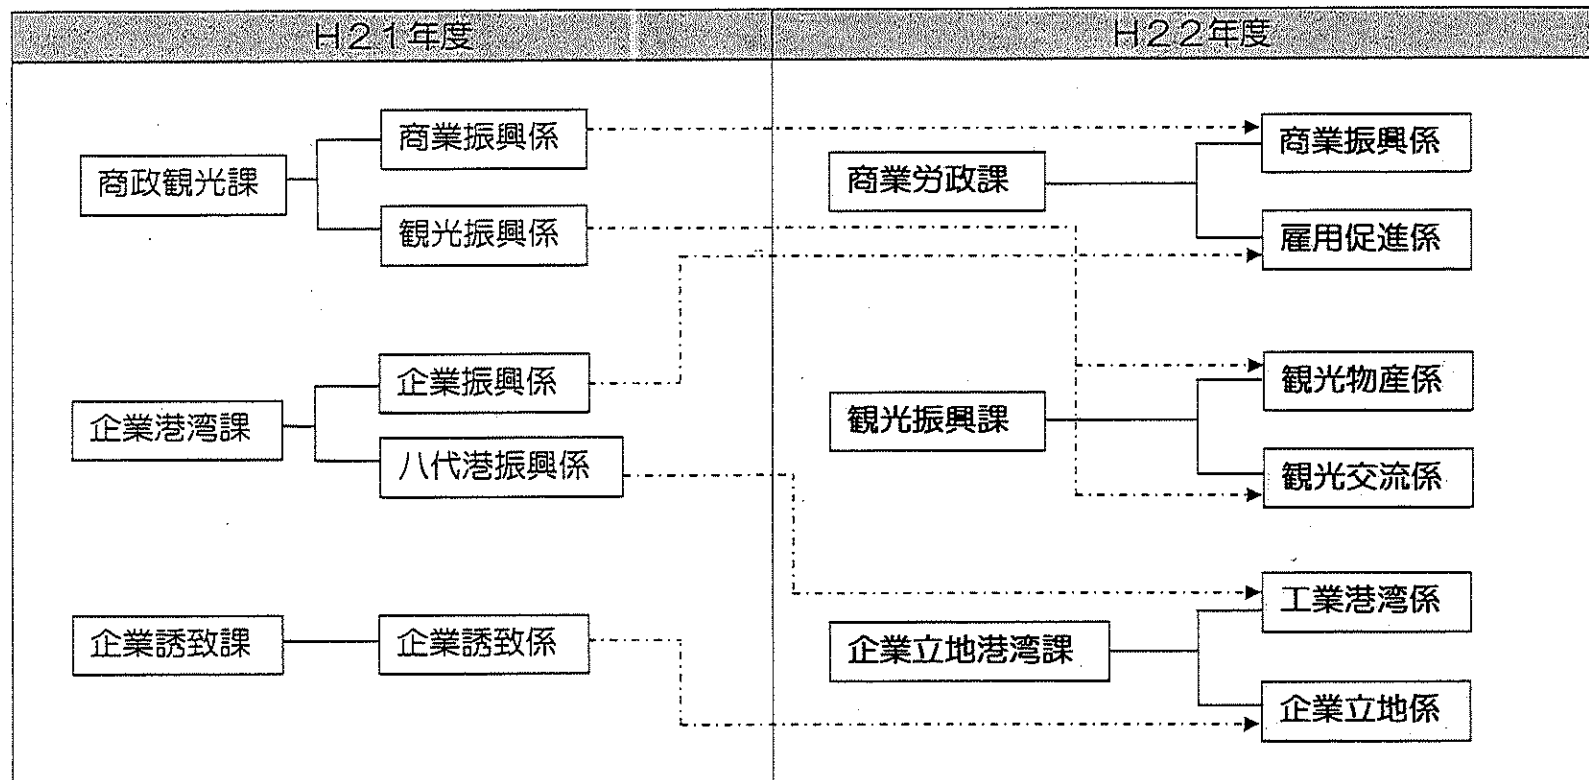 H21年度
商政観光課
商業振興係
観光振興係
企業港湾課
企業振興係
八代港振興係
企業誘致課
企業誘致係
H22年度
商業労政課
商業振興係
雇用促進係
観光振興課
観光物産係
観光交流係
企業立地港湾課
工業港湾係
企業立地係